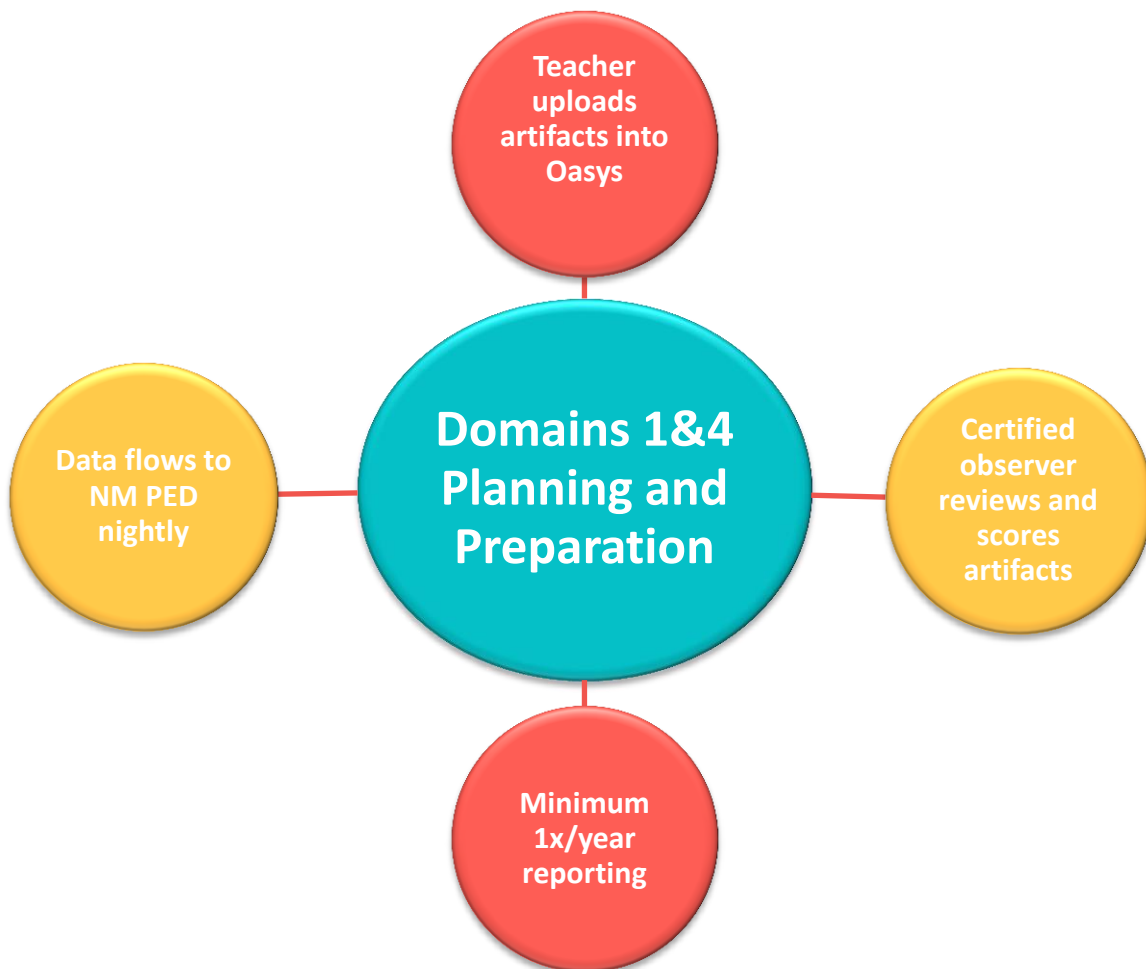 Teacher
uploads
artifacts into
Oasys
Domains 1&4
Planning and
Preparation
Data flows to
NM PED
nightly
Certified
observer
reviews and
scores
artifacts
Minimum
1x/year
reporting